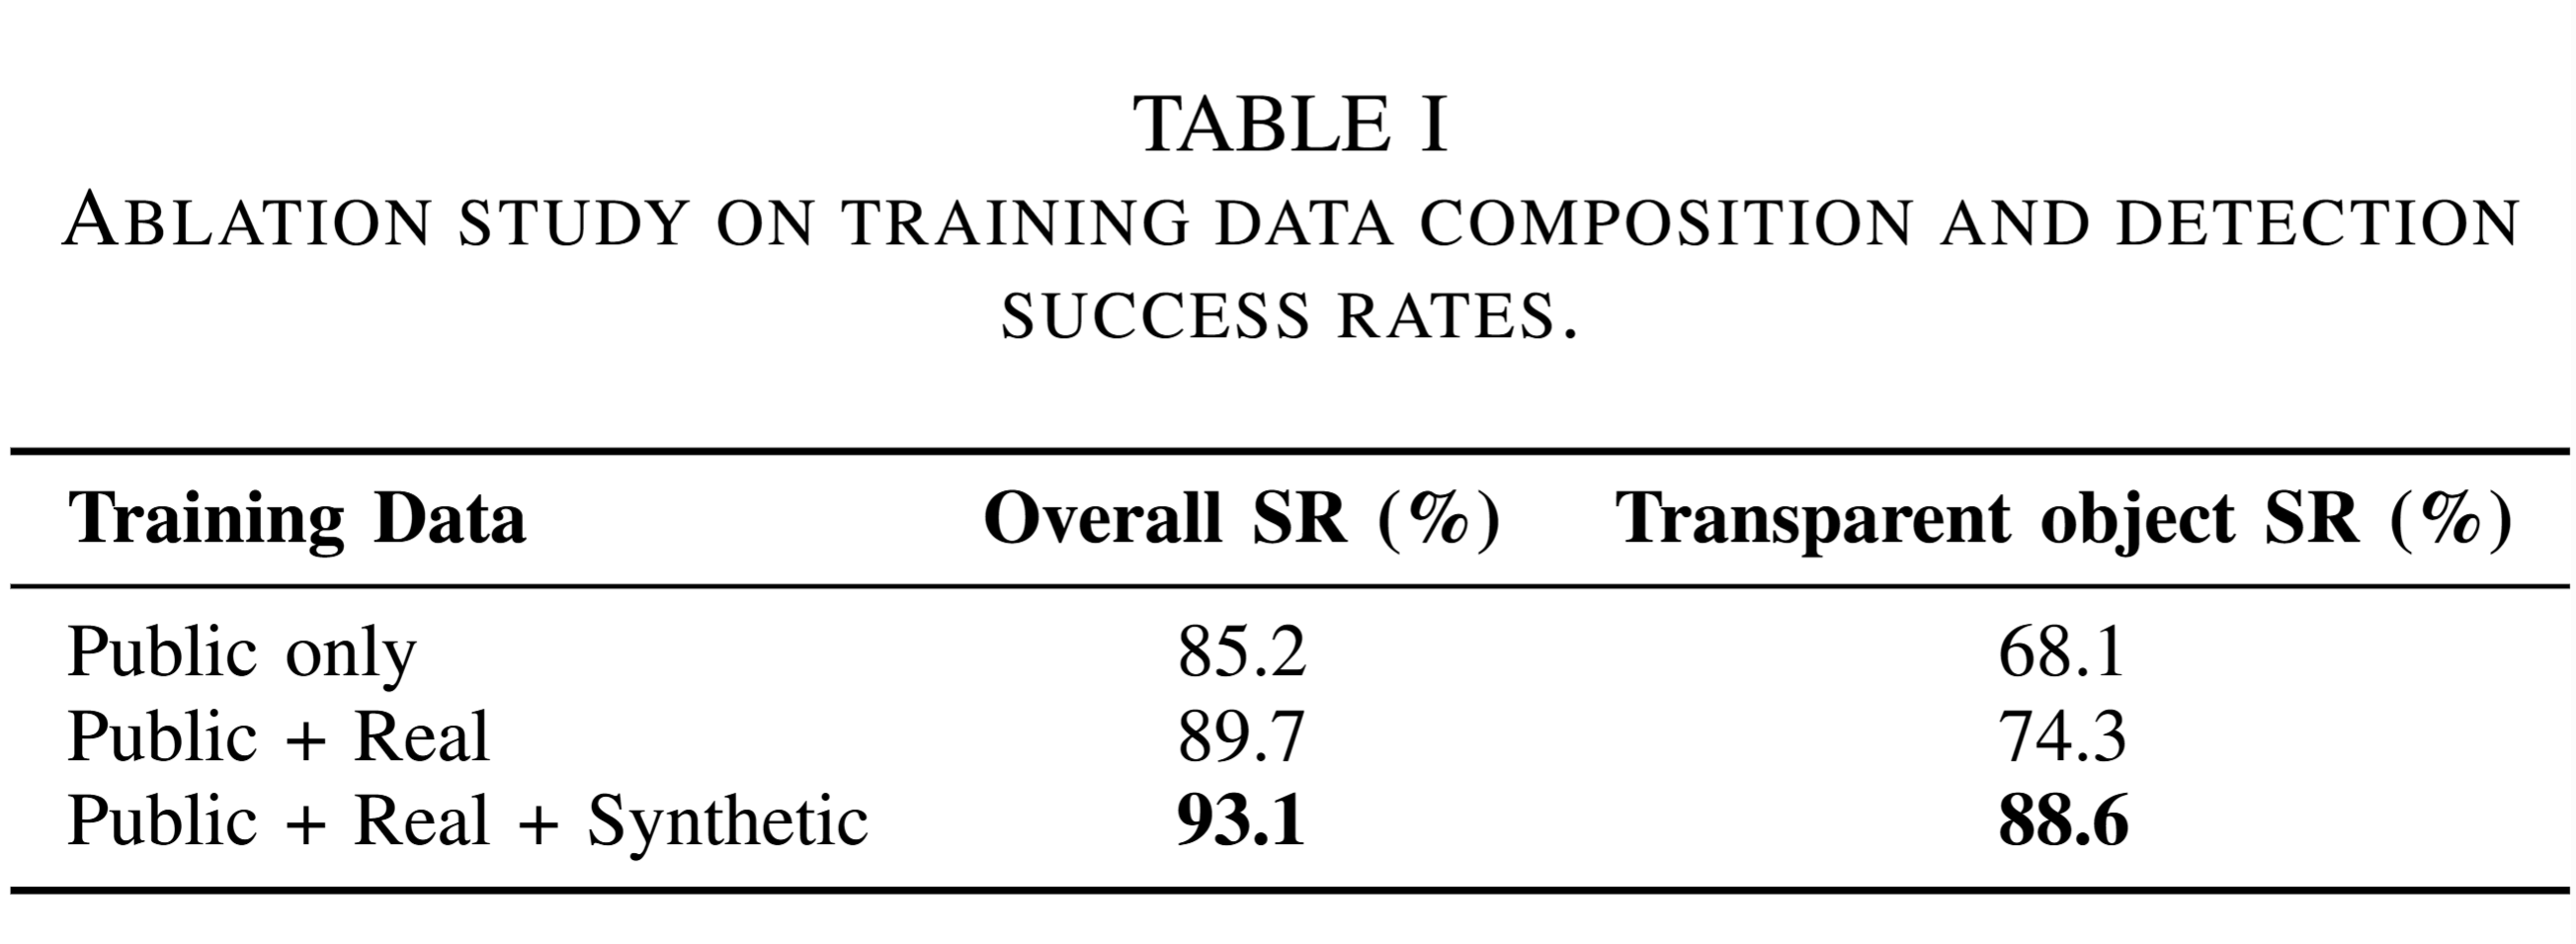 TABLE I
ABLATION STUDY ON TRAINING DATA COMPOSITION AND DETECTION
SUCCESS RATES.
Training Data Overall SR (%) Transparent object SR (%)
Public only 85.2 68.1
Public + Real 89.7 74.3
Public + Real + Synthetic 93.1 88.6